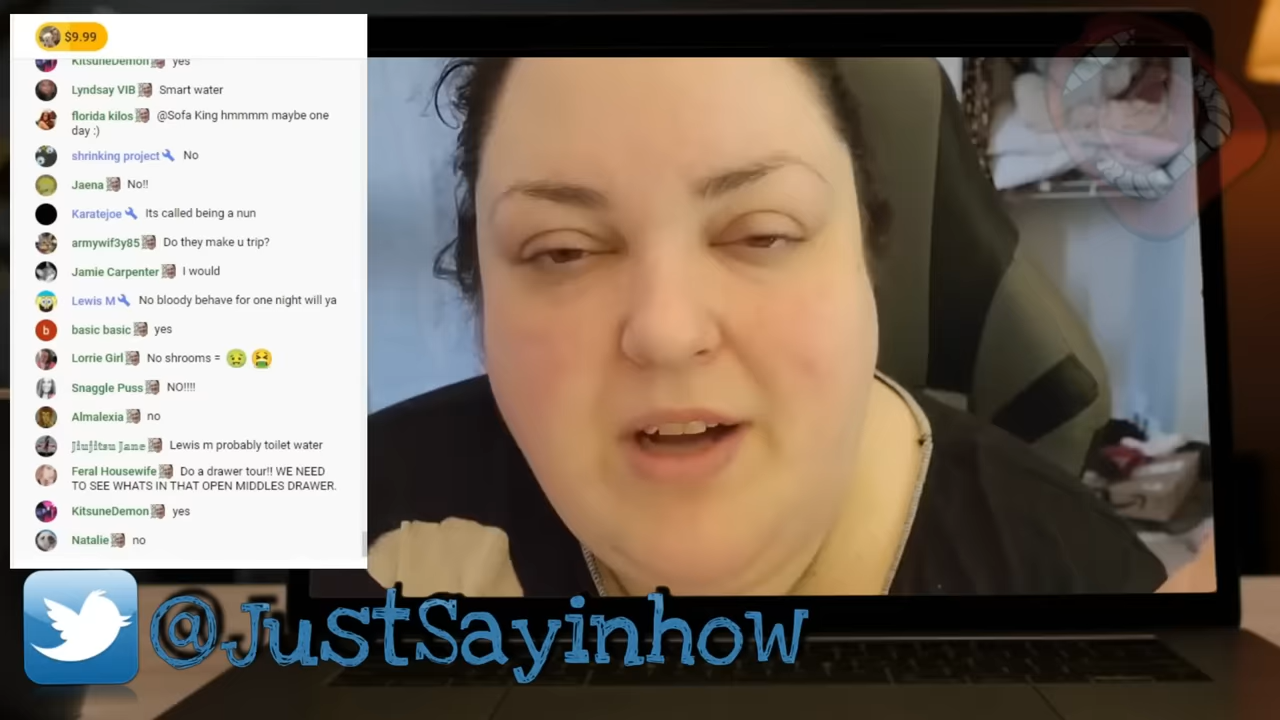 $9.99
KitsuneDemon yes
Lyndsay VIB Smart water
florida kilos @Sofa King hmmmm maybe one
day :)
shrinking project No
Jaena No!!
Karatejoe Its called being a nun
armywif3y85 Do they make u trip?
Jamie Carpenter I would
Lewis M No bloody behave for one night will ya
b basic basic yes
Lorrie Girl No shrooms = 🤢 🤮
Snaggle Puss NO!!!!
Almalexia no
Jiujitsu Jane Lewis m probably toilet water
Feral Housewife Do a drawer tour!! WE NEED
TO SEE WHATS IN THAT OPEN MIDDLES DRAWER.
KitsuneDemon yes
Natalie no
@JustSayinhow